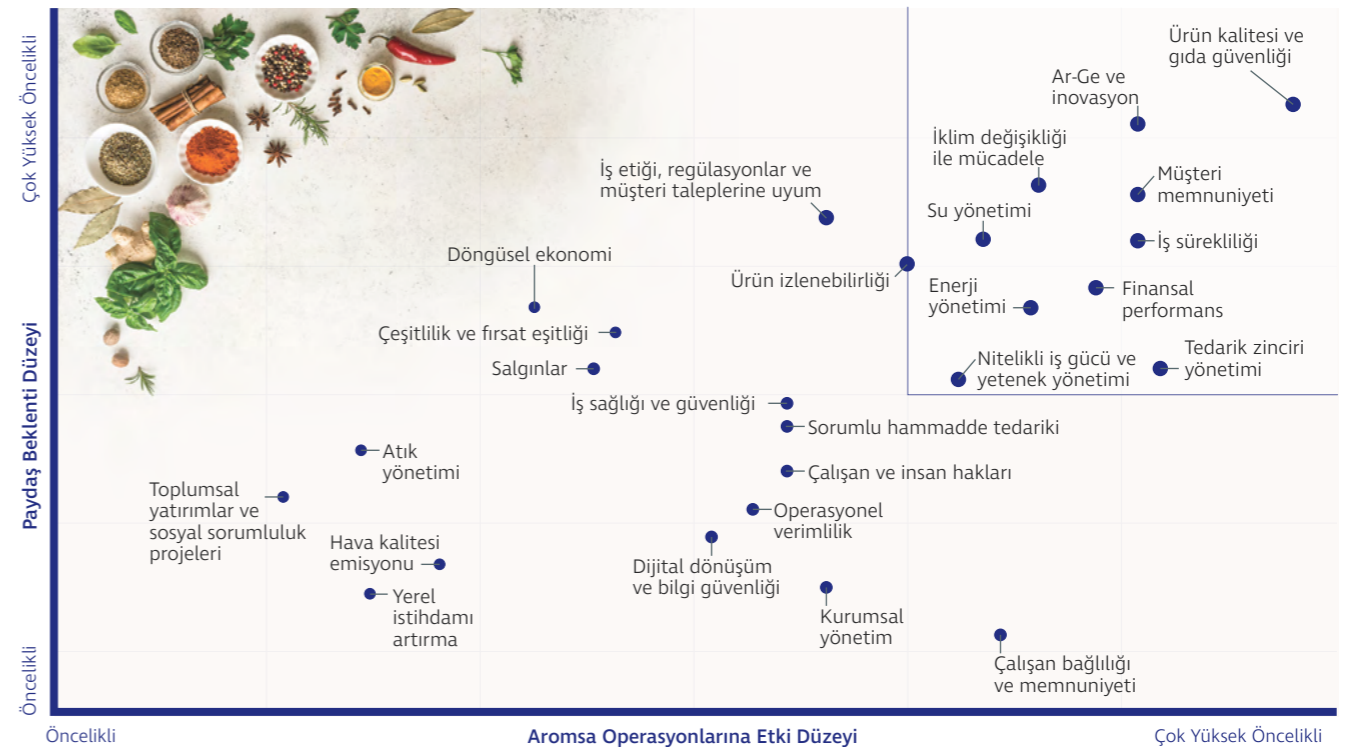 Çok Yüksek Öncelikli
Paydaş Beklenti Düzeyi
Öncelikli
Ürün kalitesi ve
gıda güvenliği
Ar-Ge ve
inovasyon
İklim değişikliği
ile mücadele
Müşteri
memnuniyeti
İş etiği, regülasyonlar ve
müşteri taleplerine uyum
Su yönetimi
İş sürekliliği
Döngüsel ekonomi
Ürün izlenebilirliği
Enerji
yönetimi
Finansal
performans
Çeşitlilik ve fırsat eşitliği
Salgınlar
Nitelikli iş gücü ve
yetenek yönetimi
Tedarik zinciri
yönetimi
İş sağlığı ve güvenliği
Sorumlu hammadde tedariki
Atık
yönetimi
Çalışan ve insan hakları
Toplumsal
yatırımlar ve
sosyal sorumluluk
projeleri
Operasyonel
verimlilik
Hava kalitesi
emisyonu
Dijital dönüşüm
ve bilgi güvenliği
Yerel
istihdamı
artırma
Kurumsal
yönetim
Çalışan bağlılığı
ve memnuniyeti
Öncelikli
Aromsa Operasyonlarına Etki Düzeyi
Çok Yüksek Öncelikli